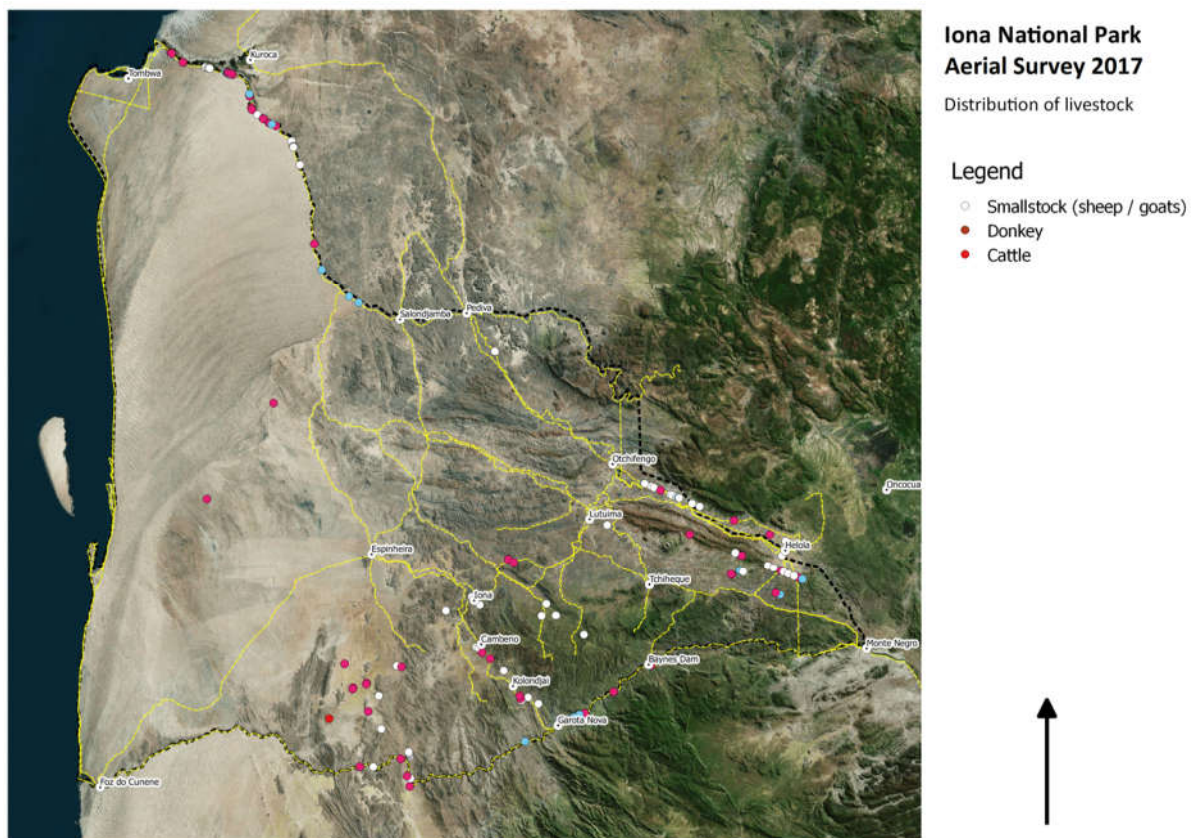 Iona National Park
Aerial Survey 2017
Distribution of livestock
Legend
Smallstock (sheep / goats)
Donkey
Cattle
Kuroca
Tombwa
Salondjamba
Pediva
Otchifengo
Oncocua
Lutuima
Espinheira
Helola
Tchiheque
Iona
Cambeno
Monte Negro
Baynes Dam
Kolondjai
Garota Nova
Foz do Cunene